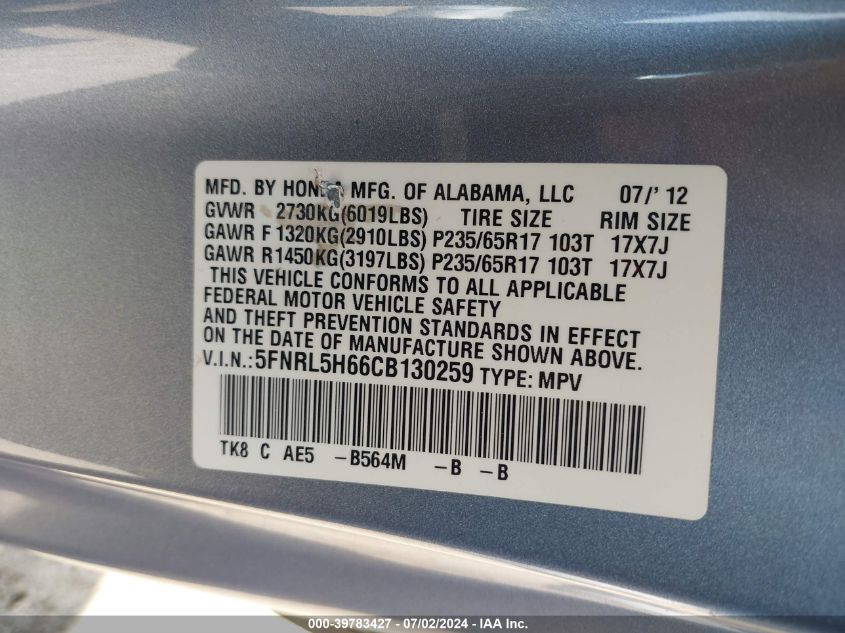 MFD. BY HONDA MFG. OF ALABAMA, LLC 07/' 12
GVWR 2730KG(6019LBS) TIRE SIZE RIM SIZE
GAWR F 1320KG(2910LBS) P235/65R17 103T 17X7J
GAWR R1450KG(3197LBS) P235/65R17 103T 17X7J
THIS VEHICLE CONFORMS TO ALL APPLICABLE
FEDERAL MOTOR VEHICLE SAFETY
AND THEFT PREVENTION STANDARDS IN EFFECT
ON THE DATE OF MANUFACTURE SHOWN ABOVE.
V.I.N.:5FNRL5H66CB130259 TYPE: MPV
TK8 C AE5 -B564M -B -B
000-39783427 - 07/02/2024 - IAA Inc.